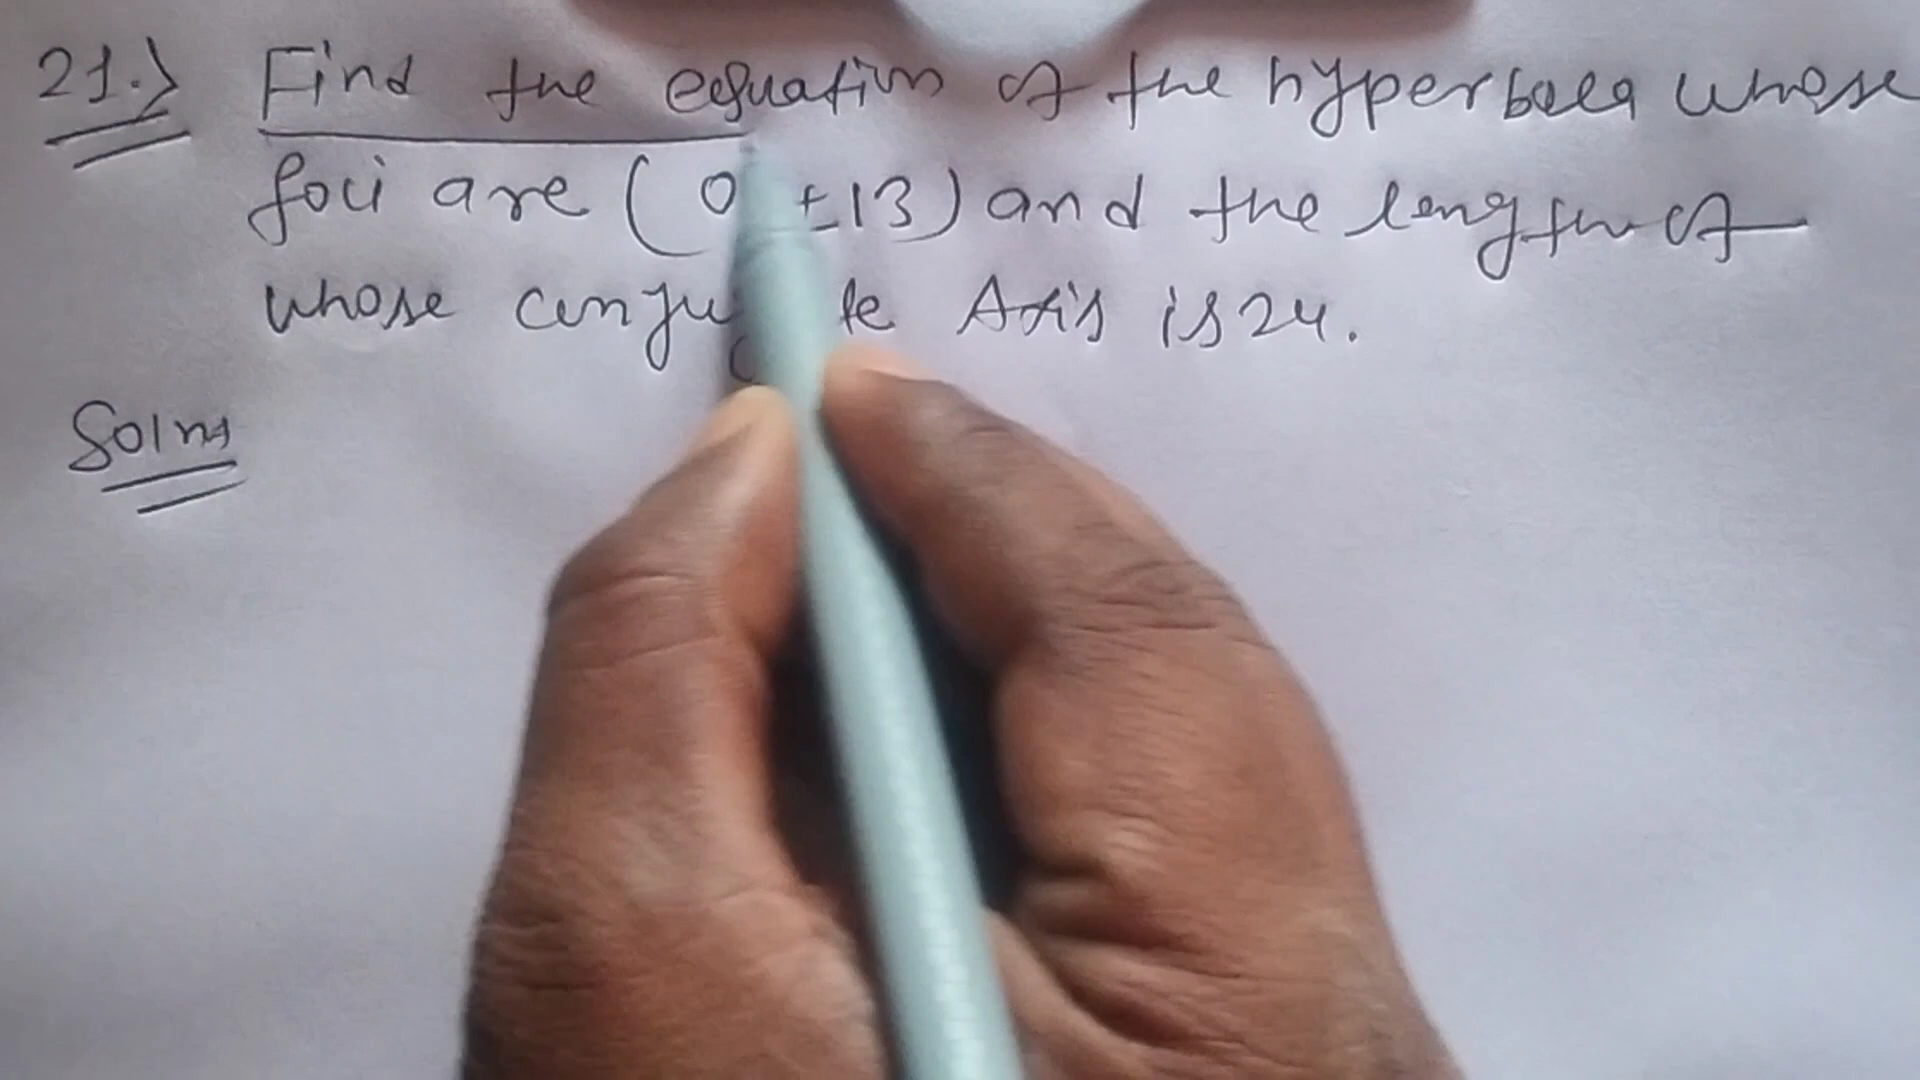 21.) Find the equation of the hyperbola whose
foci are (0, ±13) and the length of
whose conjugate Axis is 24.
Soln